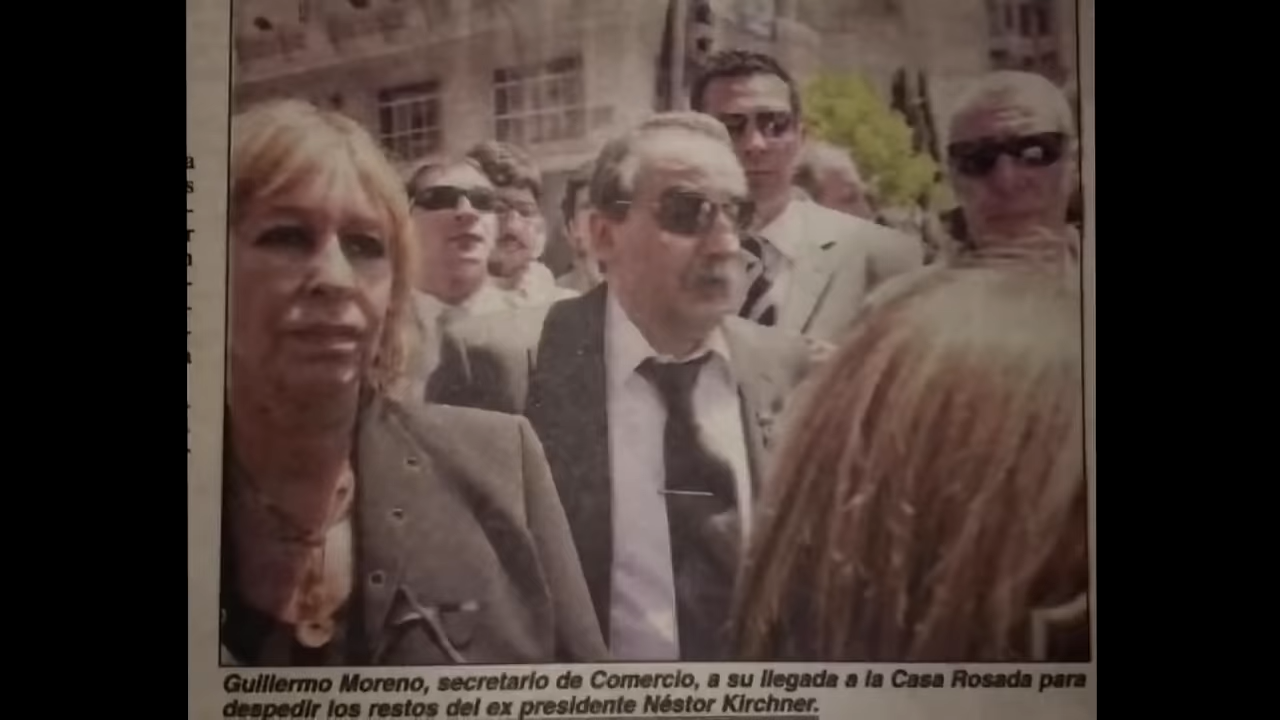 Guillermo Moreno, secretario de Comercio, a su llegada a la Casa Rosada para
despedir los restos del ex presidente Néstor Kirchner.